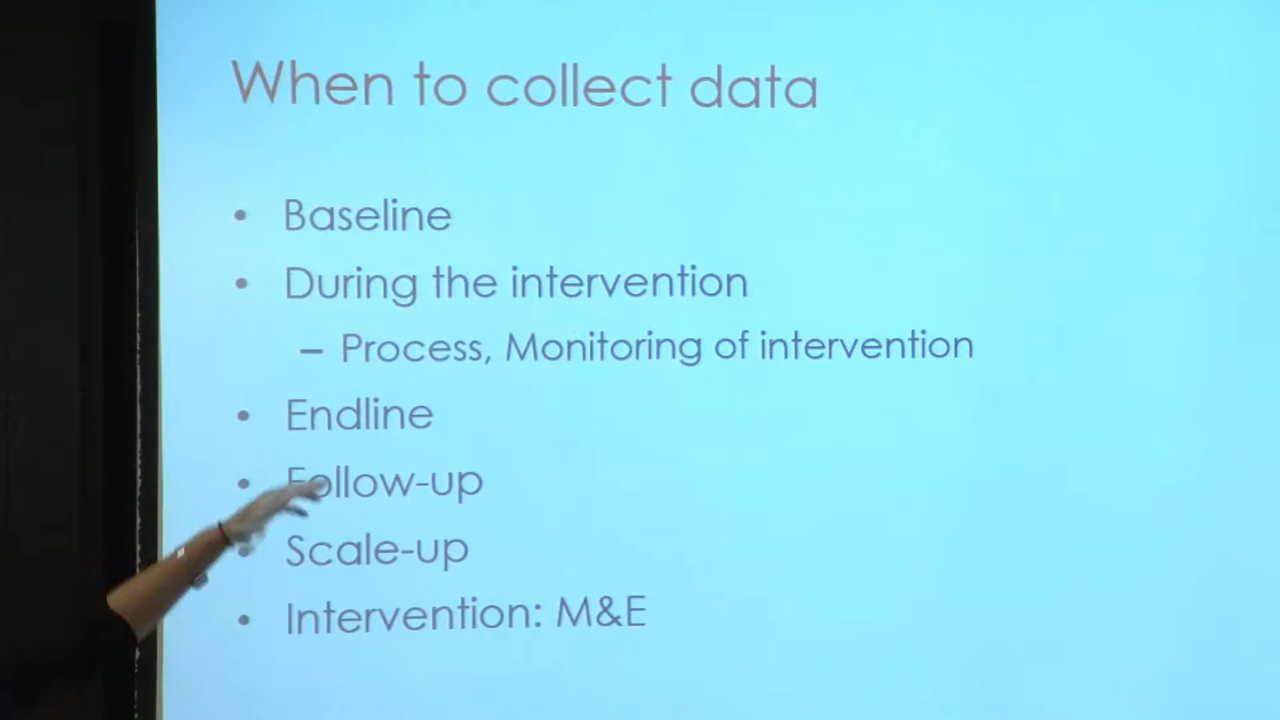 When to collect data
• Baseline
• During the intervention
– Process, Monitoring of intervention
• Endline
• Follow-up
• Scale-up
• Intervention: M&E